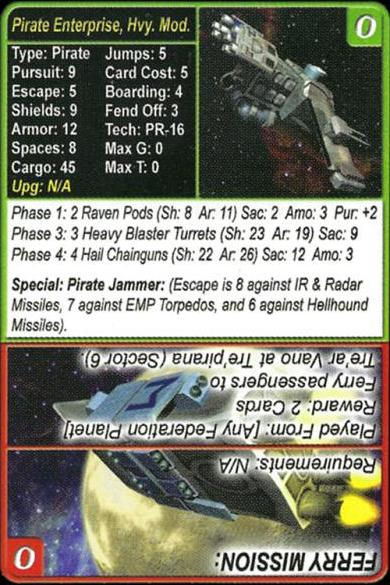 Pirate Enterprise, Hvy. Mod.
0
Type: Pirate Jumps: 5
Pursuit: 9 Card Cost: 5
Escape: 5 Boarding: 4
Shields: 9 Fend Off: 3
Armor: 12 Tech: PR-16
Spaces: 8 Max G: 0
Cargo: 45 Max T: 0
Upg: N/A
Phase 1: 2 Raven Pods (Sh: 8 Ar: 11) Sac: 2 Amo: 3 Pur: +2
Phase 3: 3 Heavy Blaster Turrets (Sh: 23 Ar: 19) Sac: 9
Phase 4: 4 Hail Chainguns (Sh: 22 Ar: 26) Sac: 12 Amo: 3
Special: Pirate Jammer: (Escape is 8 against IR & Radar
Missiles, 7 against EMP Torpedos, and 6 against Hellhound
Missiles).
FERRY MISSION:
0
Requirements: N/A
Played From: [Any Federation Planet]
Reward: 2 Cards
Ferry passengers to
Tre'ar Vano at Tre'pirana (Sector 6)